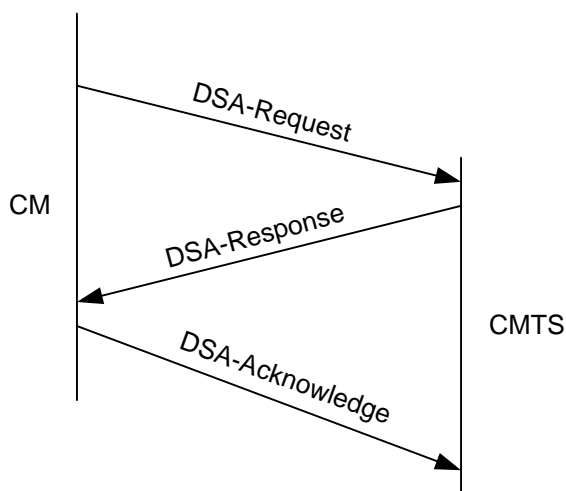 DSA-Request
CM
DSA-Response
CMTS
DSA-Acknowledge